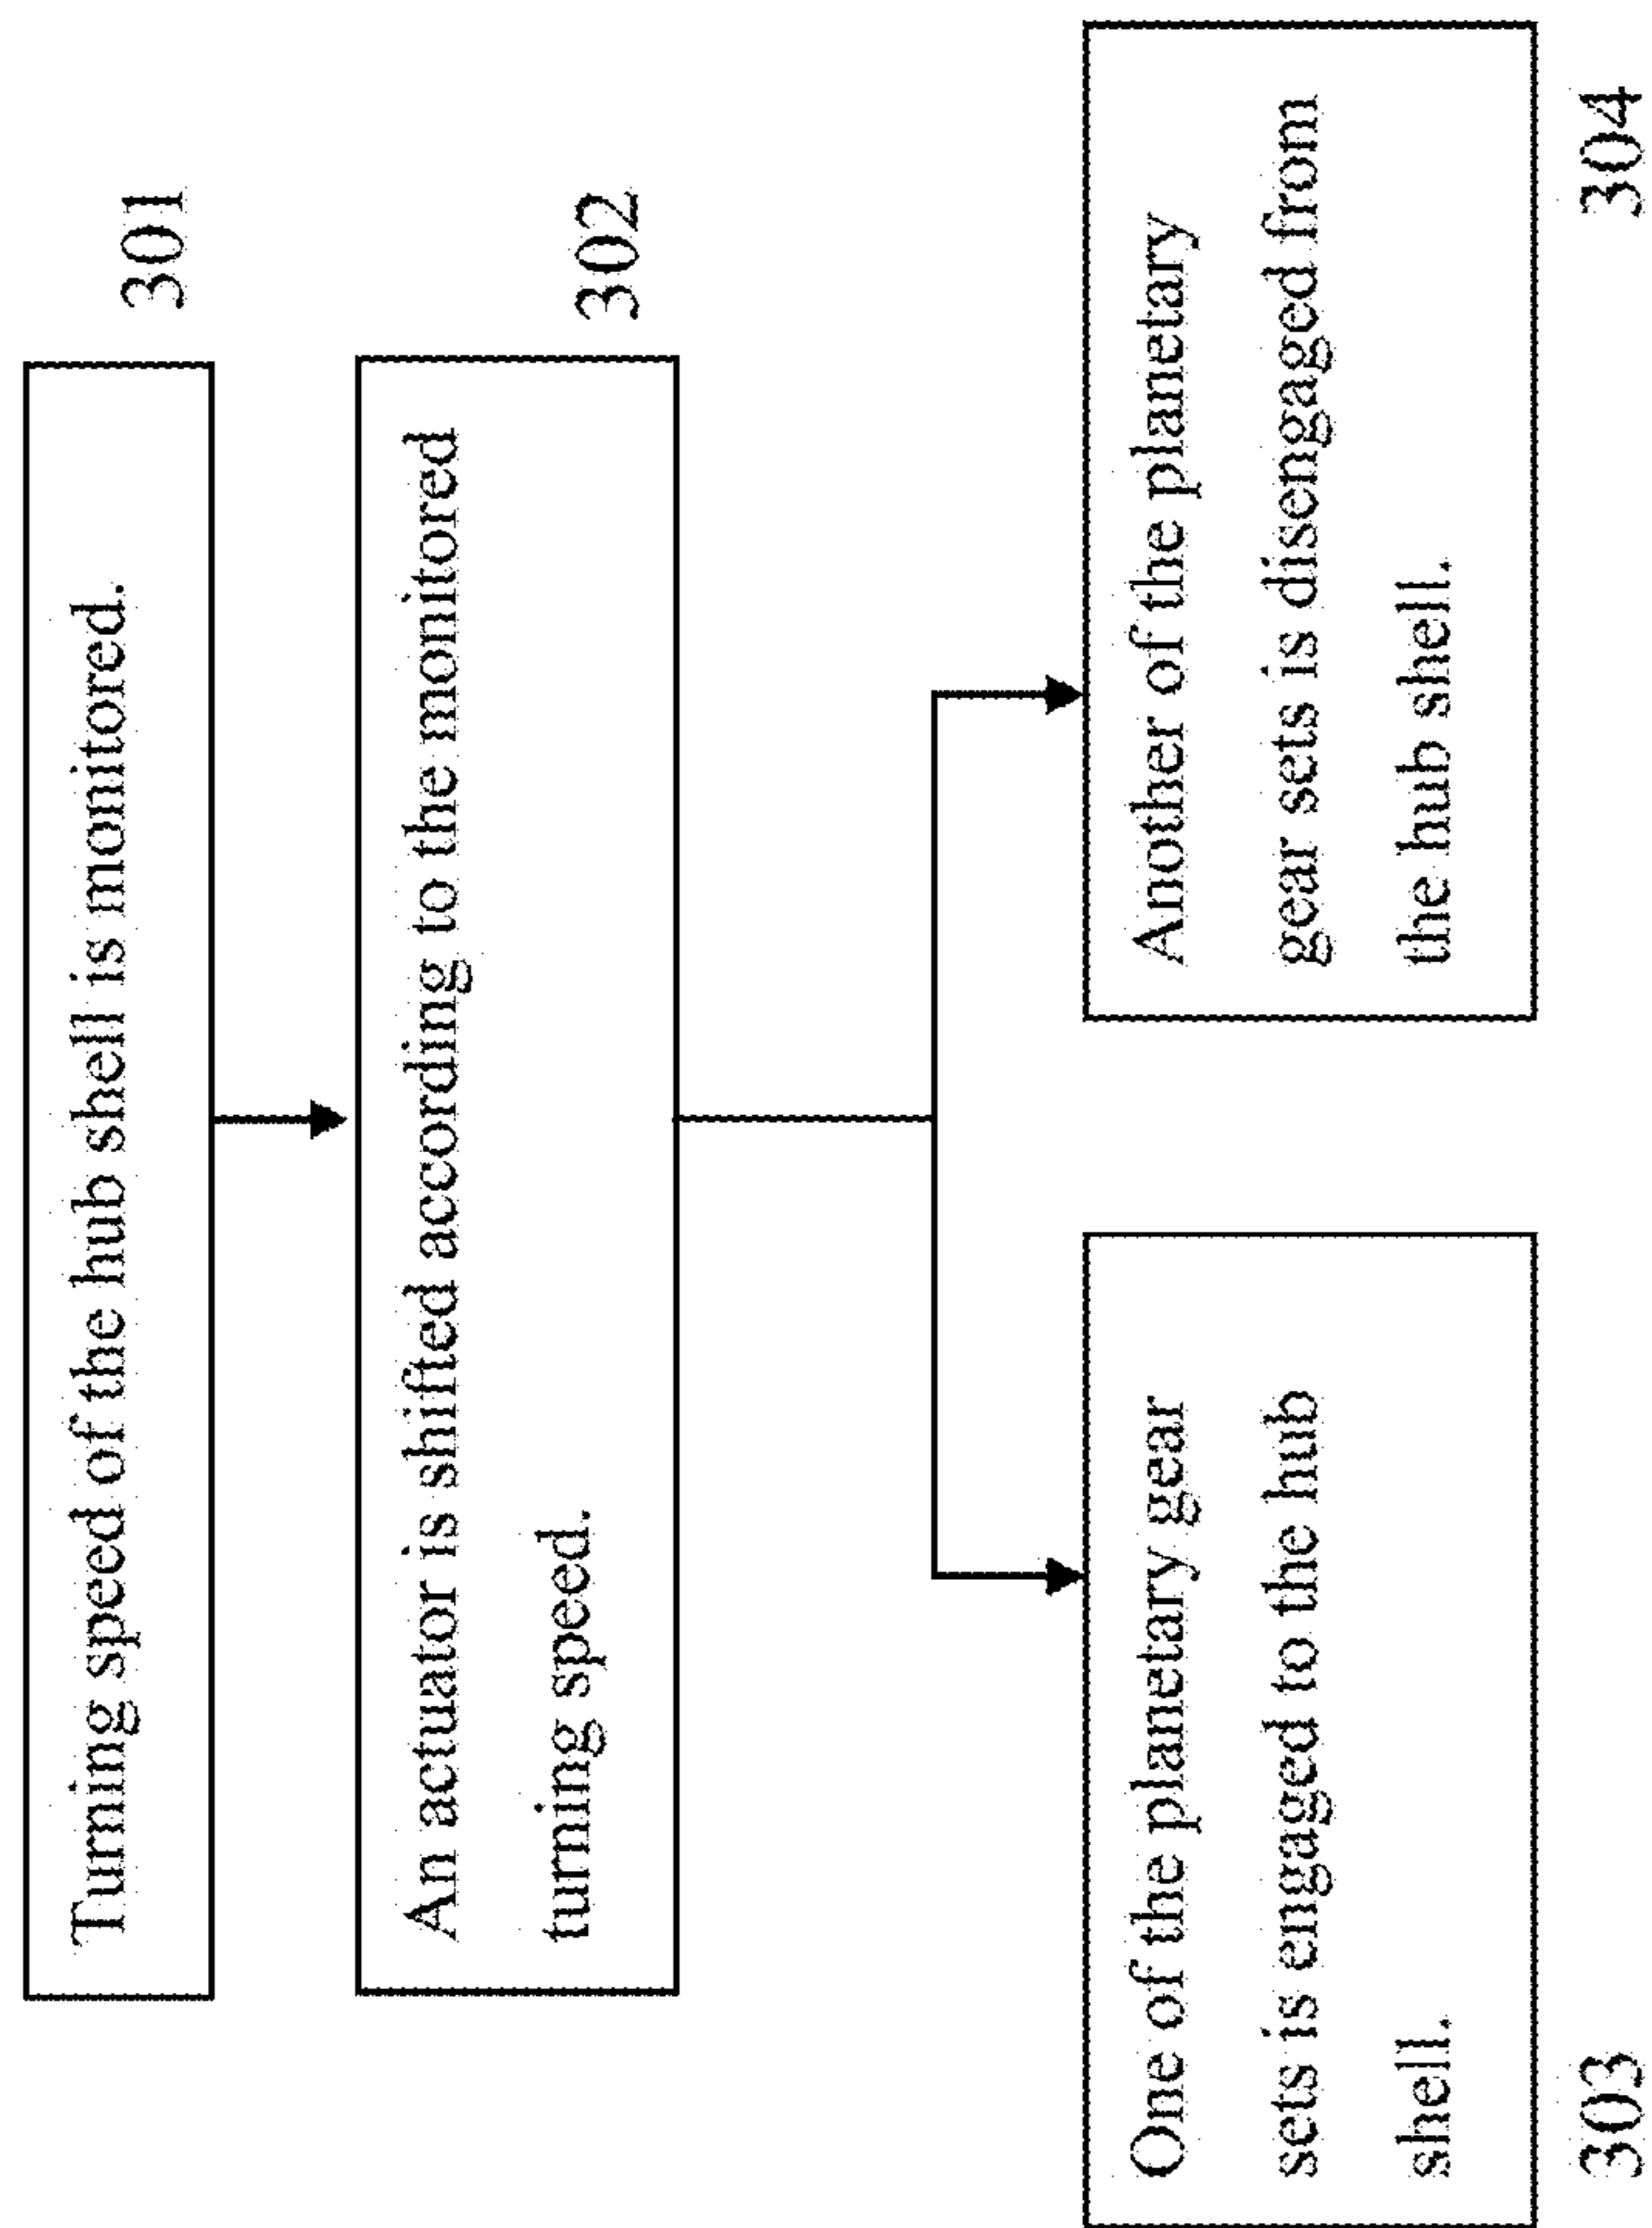 Turning speed of the hub shell is monitored.
301
An actuator is shifted according to the monitored
turning speed.
302
One of the planetary gear
sets is engaged to the hub
shell.
303
Another of the planetary
gear sets is disengaged from
the hub shell.
304